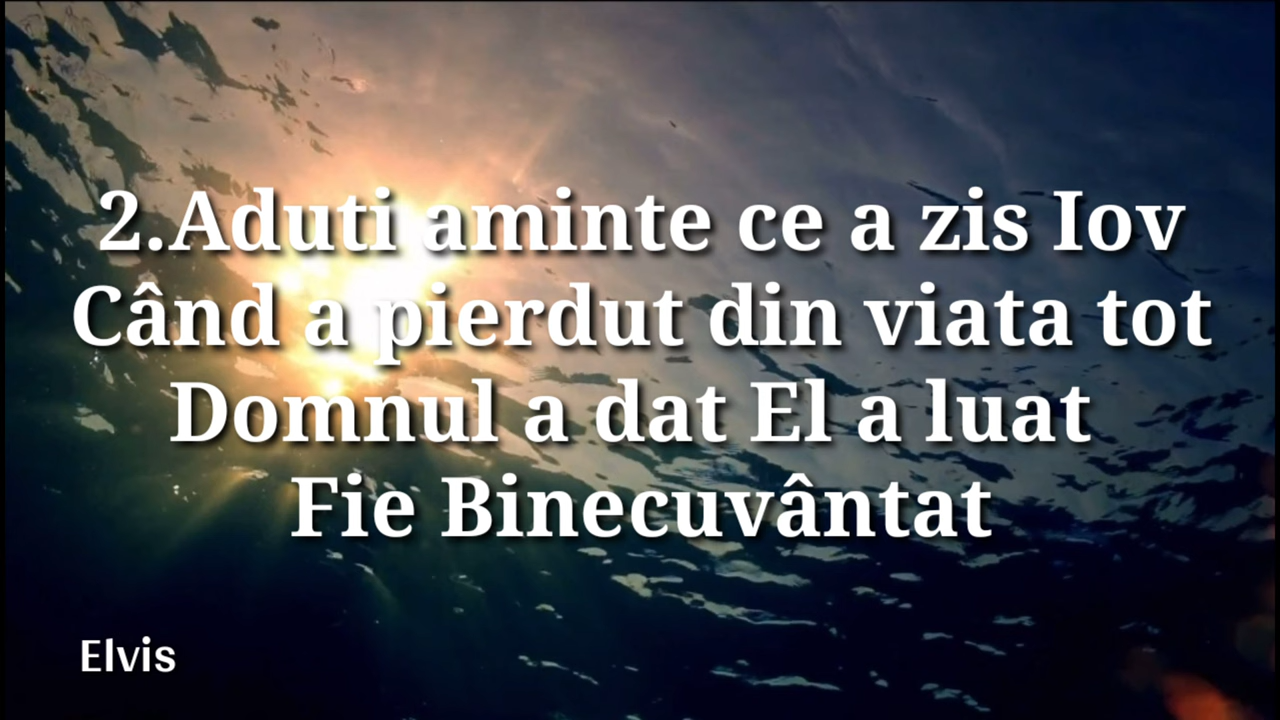 2.Aduti aminte ce a zis Iov
Când a pierdut din viata tot
Domnul a dat El a luat
Fie Binecuvântat
Elvis